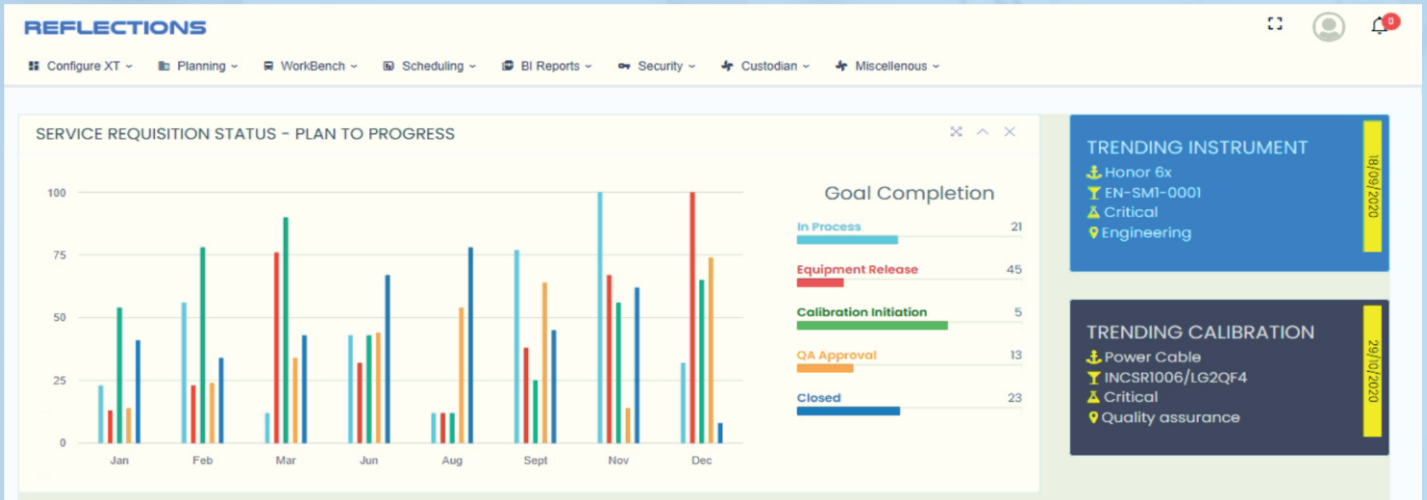 REFLECTIONS
0
Configure XT
Planning
WorkBench
Scheduling
BI Reports
Security
Custodian
Miscellenous
SERVICE REQUISITION STATUS - PLAN TO PROGRESS
100
75
50
25
0
Jan
Feb
Mar
Jun
Aug
Sept
Nov
Dec
Goal Completion
In Process 21
Equipment Release 45
Calibration Initiation 5
QA Approval 13
Closed 23
TRENDING INSTRUMENT
Honor 6x
EN-SM1-0001
Critical
Engineering
18/09/2020
TRENDING CALIBRATION
Power Cable
INCSR1006/LG2QF4
Critical
Quality assurance
29/10/2020